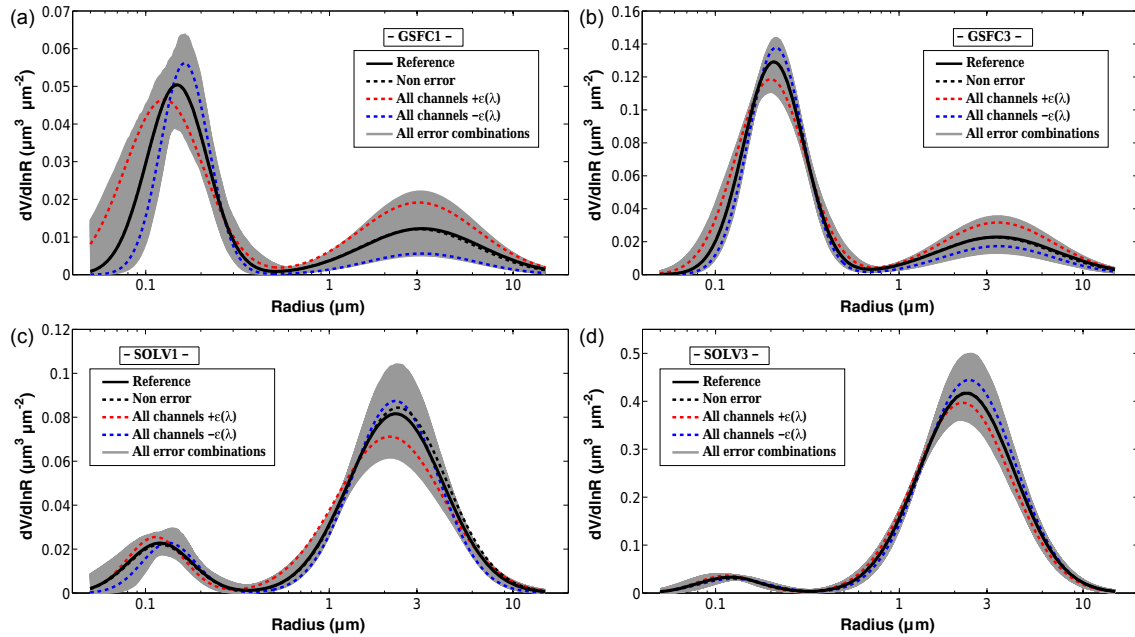 (a)
0.07
0.06
0.05
0.04
0.03
0.02
0.01
0
dV/dlnR (µm³ µm⁻²)
– GSFC1 –
Reference
Non error
All channels +ε(λ)
All channels −ε(λ)
All error combinations
0.1 1 3 10
Radius (µm)
(b)
0.16
0.14
0.12
0.10
0.08
0.06
0.04
0.02
0
dV/dlnR (µm³ µm⁻²)
– GSFC3 –
Reference
Non error
All channels +ε(λ)
All channels −ε(λ)
All error combinations
0.1 1 3 10
Radius (µm)
(c)
0.12
0.1
0.08
0.06
0.04
0.02
0
dV/dlnR (µm³ µm⁻²)
– SOLV1 –
Reference
Non error
All channels +ε(λ)
All channels −ε(λ)
All error combinations
0.1 1 3 10
Radius (µm)
(d)
0.5
0.4
0.3
0.2
0.1
0
dV/dlnR (µm³ µm⁻²)
– SOLV3 –
Reference
Non error
All channels +ε(λ)
All channels −ε(λ)
All error combinations
0.1 1 3 10
Radius (µm)